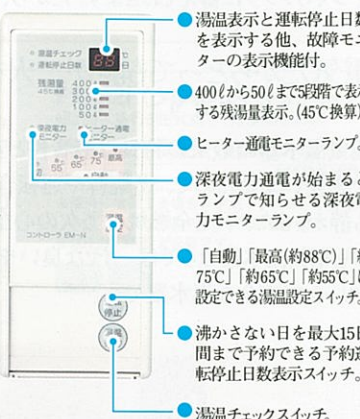 湯温チェック
運転停止日数
88
℃
日
残湯量
45℃換算
400ℓ
300
200
100
50ℓ
深夜電力
モニター
ヒーター通電
モニター
55 65 75 最高
コントローラ EM-N
停止
湯温表示と運転停止日数
を表示する他、故障モニ
ターの表示機能付。
400ℓから50ℓまで5段階で表示
する残湯量表示。(45℃換算)
ヒーター通電モニターランプ。
深夜電力通電が始まると
ランプで知らせる深夜電
力モニターランプ。
「自動」「最高(約88℃)」「約
75℃」「約65℃」「約55℃」に
設定できる湯温設定スイッチ。
沸かさない日を最大15日
間まで予約できる予約運
転停止日数表示スイッチ。
湯温チェックスイッチ。